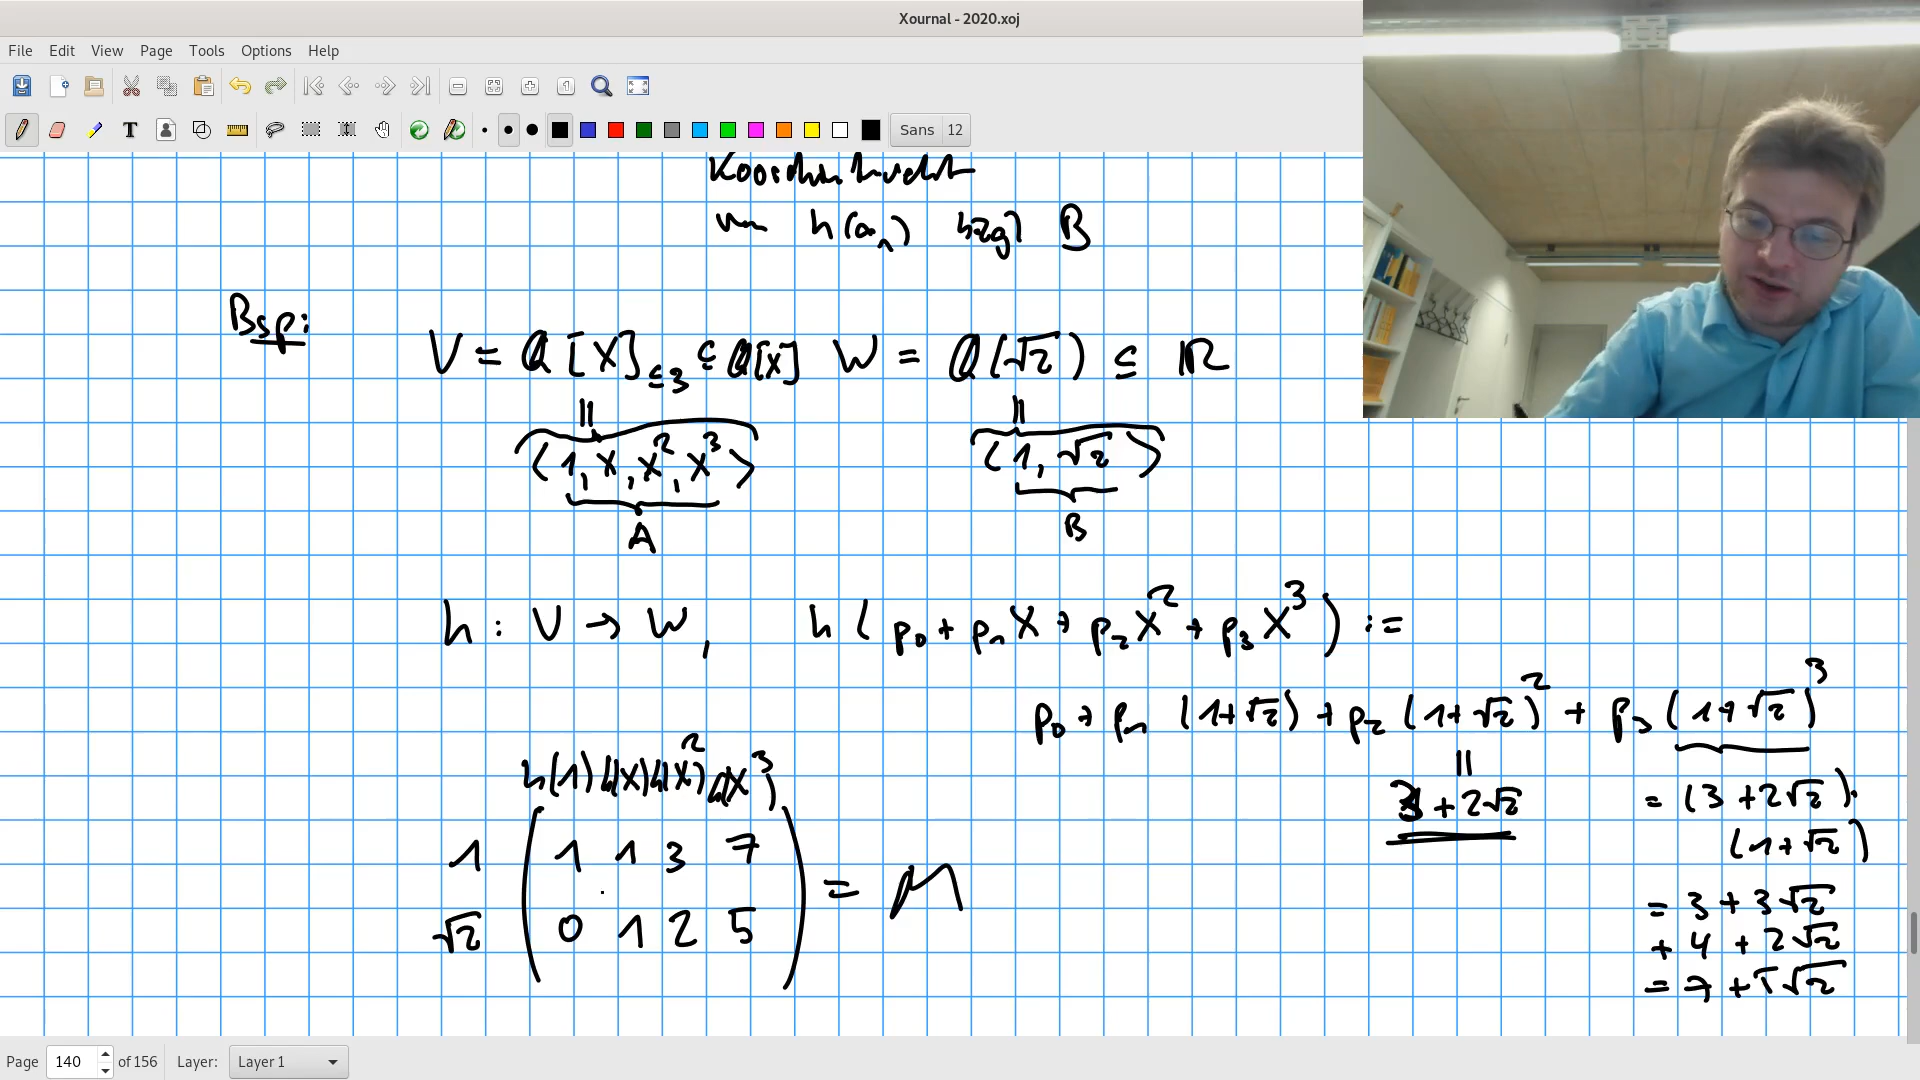 Xournal - 2020.xoj
File Edit View Page Tools Options Help
Sans 12
von h(a₁) bzgl B
Bsp:
V = Q[X]≤3 ⊆ Q[X] W = Q(√2) ⊆ R
= =
⟨1, X, X², X³⟩ ⟨1, √2⟩
A B
h : V → W, h(p₀ + p₁X + p₂X² + p₃X³) :=
p₀ + p₁(1+√2) + p₂(1+√2)² + p₃(1+√2)³
=
3 + 2√2
= (3 + 2√2)·
(1+√2)
= 3 + 3√2
+ 4 + 2√2
= 7 + 5√2
h(1) h(X) h(X²) h(X³)
1 ( 1 1 3 7 )
√2 ( 0 1 2 5 ) = M
Page 140 of 156 Layer: Layer 1